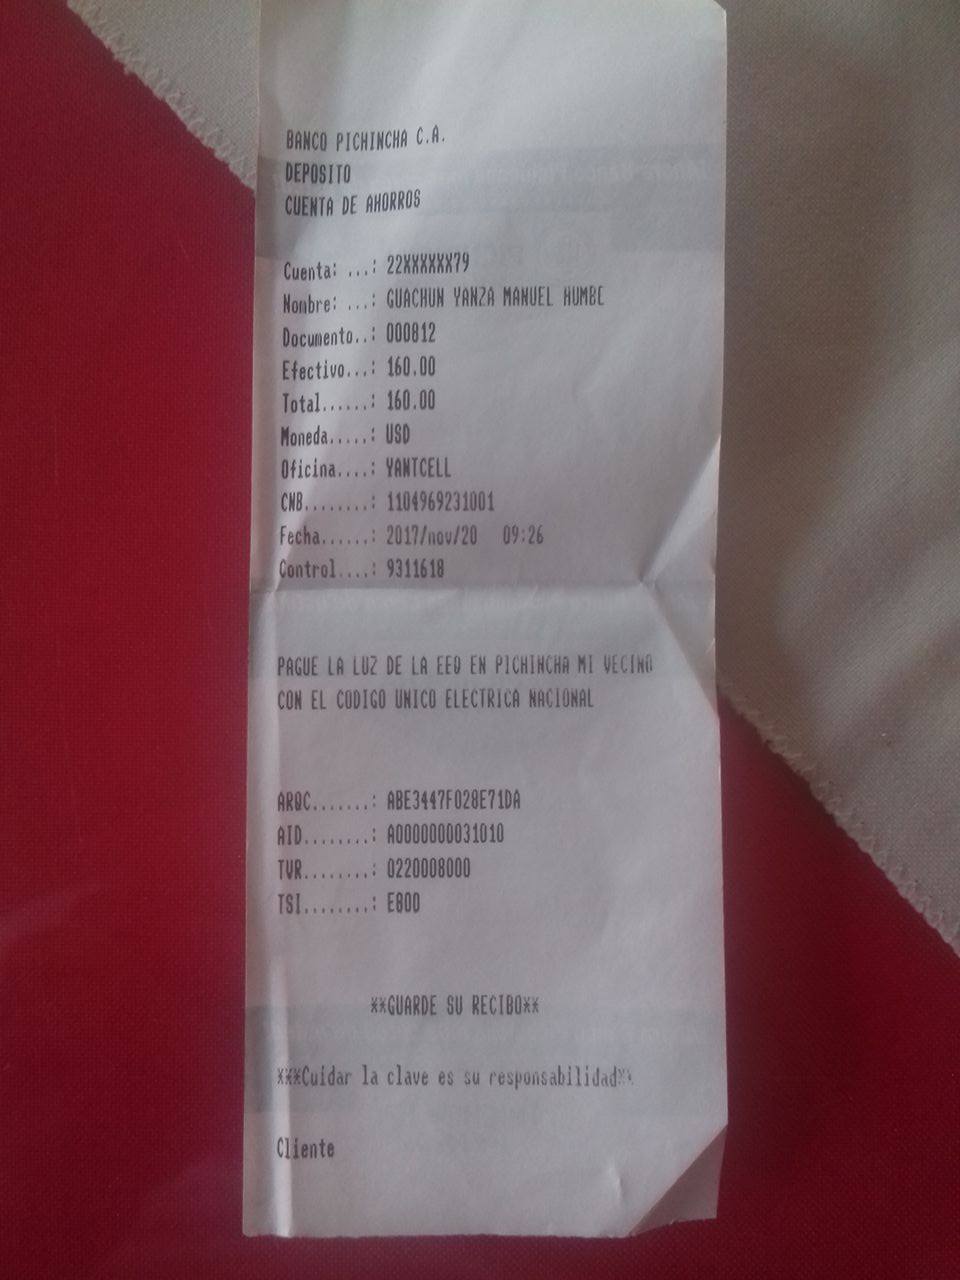 BANCO PICHINCHA C.A.
DEPOSITO
CUENTA DE AHORROS
Cuenta: ...: 22XXXXXX79
Nombre: ...: GUACHUN YANZA MANUEL HUMBE
Documento..: 000812
Efectivo...: 160.00
Total......: 160.00
Moneda.....: USD
Oficina....: YANTCELL
CNB........: 1104969231001
Fecha......: 2017/nov/20 09:26
Control....: 9311618
PAGUE LA LUZ DE LA EEQ EN PICHINCHA MI VECINO
CON EL CODIGO UNICO ELECTRICA NACIONAL
ARQC.......: ABE3447F028E71DA
AID........: A0000000031010
TVR........: 0220008000
TSI........: E800
**GUARDE SU RECIBO**
***Cuidar la clave es su responsabilidad**
Cliente